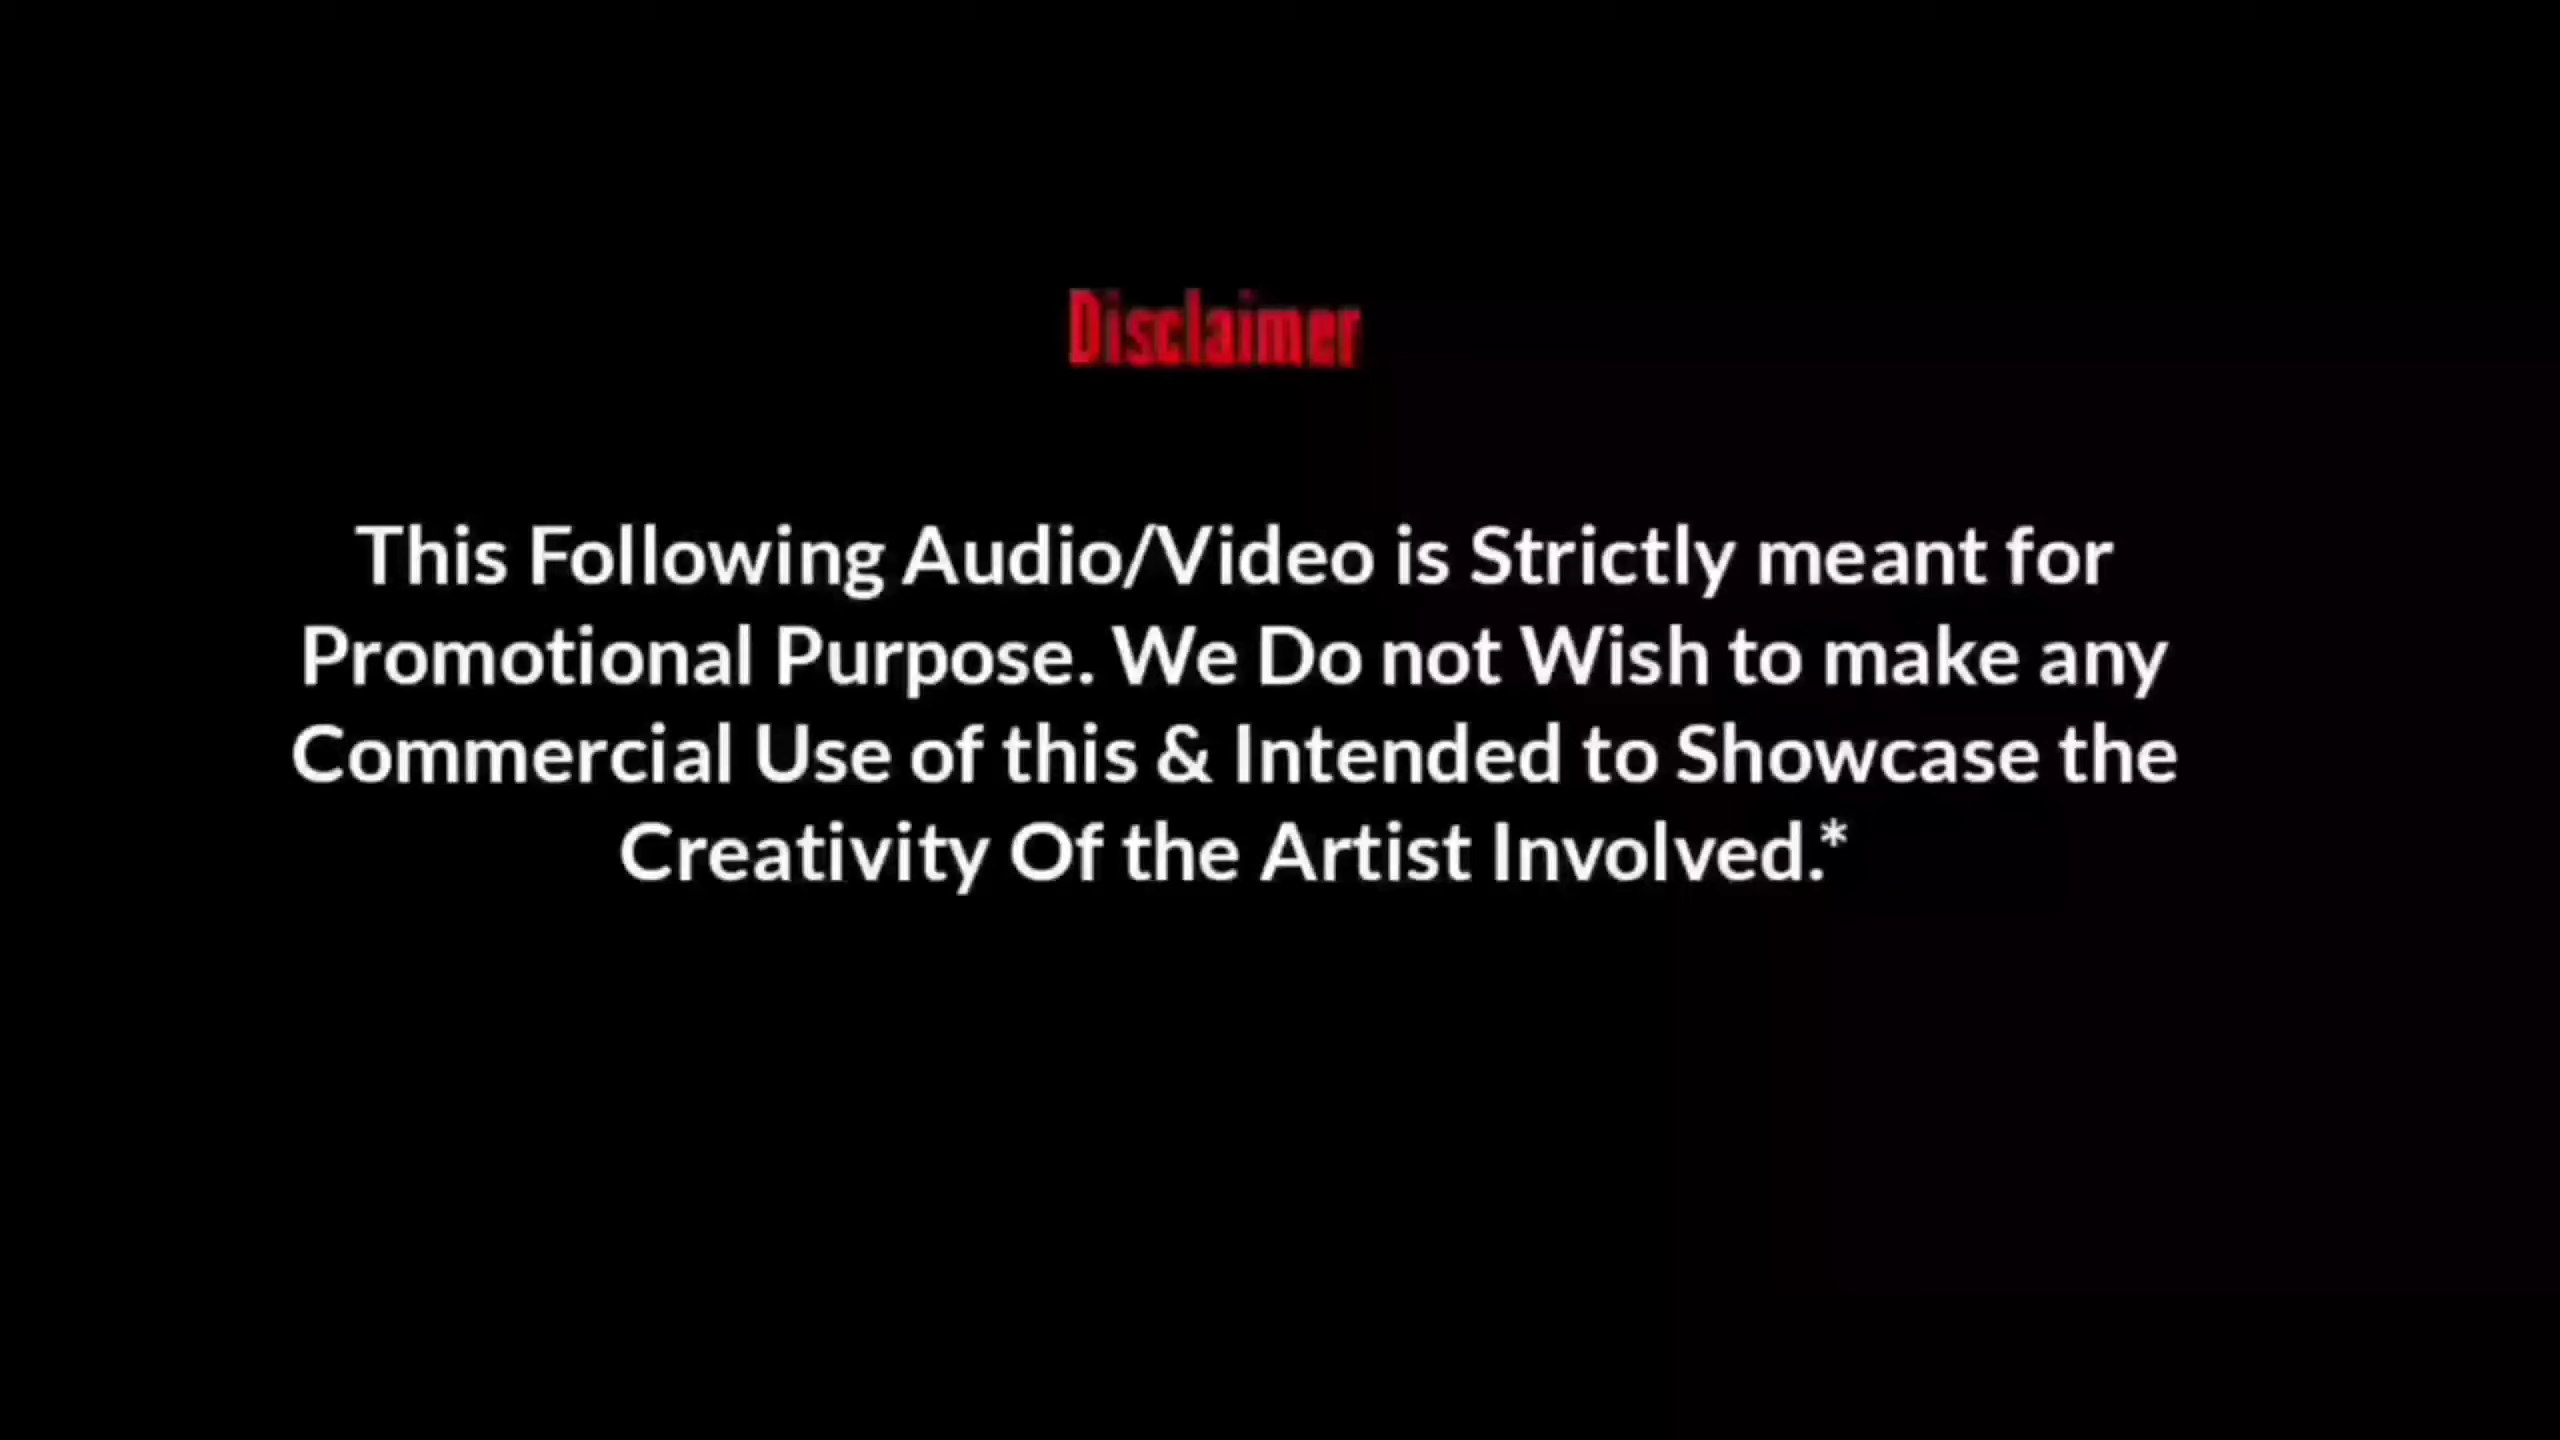 Disclaimer
This Following Audio/Video is Strictly meant for
Promotional Purpose. We Do not Wish to make any
Commercial Use of this & Intended to Showcase the
Creativity Of the Artist Involved.*